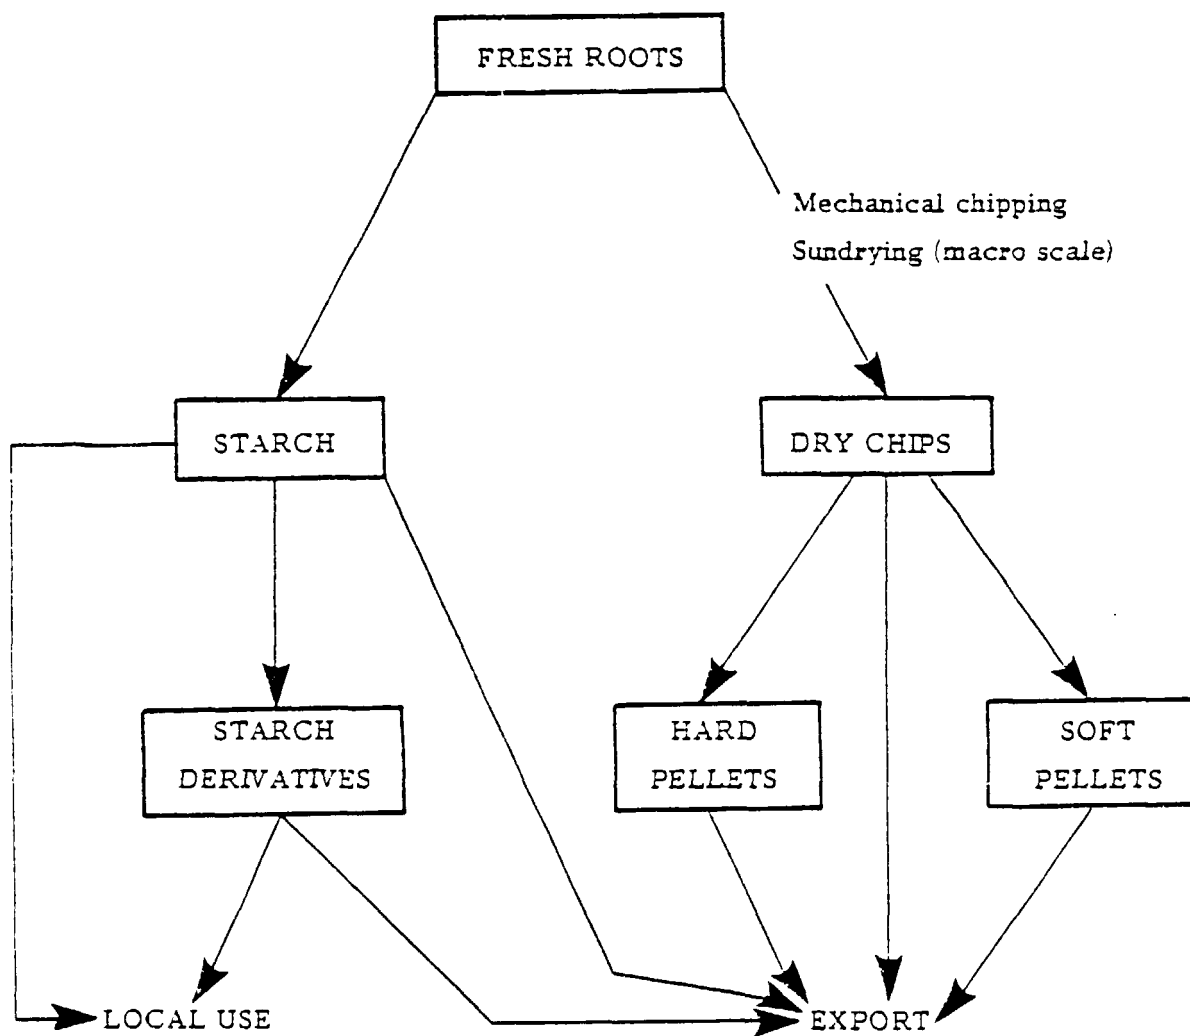 FRESH ROOTS
Mechanical chipping
Sundrying (macro scale)
STARCH
DRY CHIPS
STARCH
DERIVATIVES
HARD
PELLETS
SOFT
PELLETS
LOCAL USE
EXPORT